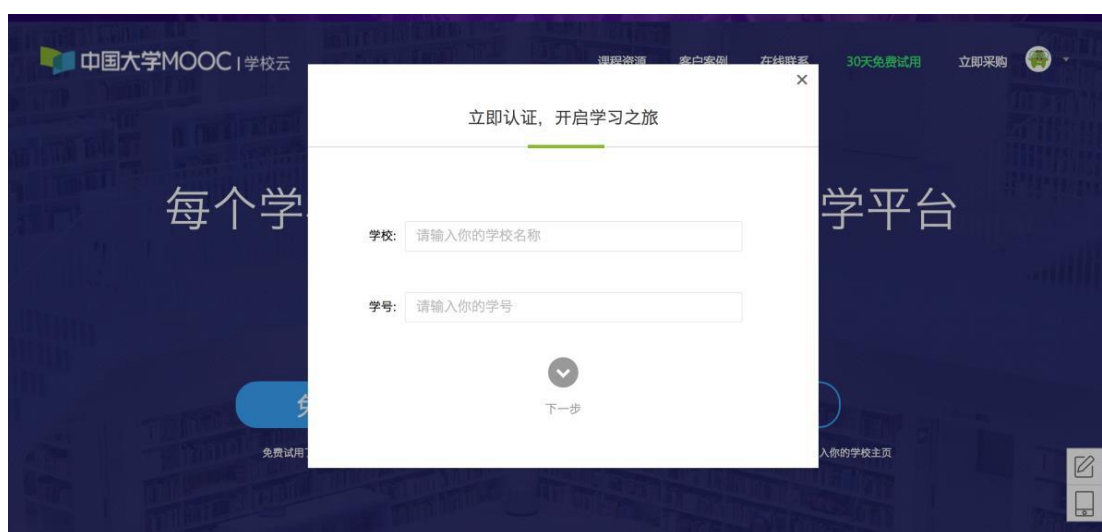 中国大学MOOC | 学校云
课程资源 客户案例 在线联系 30天免费试用 立即采购
立即认证，开启学习之旅
每个学
学平台
学校: 请输入你的学校名称
学号: 请输入你的学号
下一步
免费试用
入你的学校主页